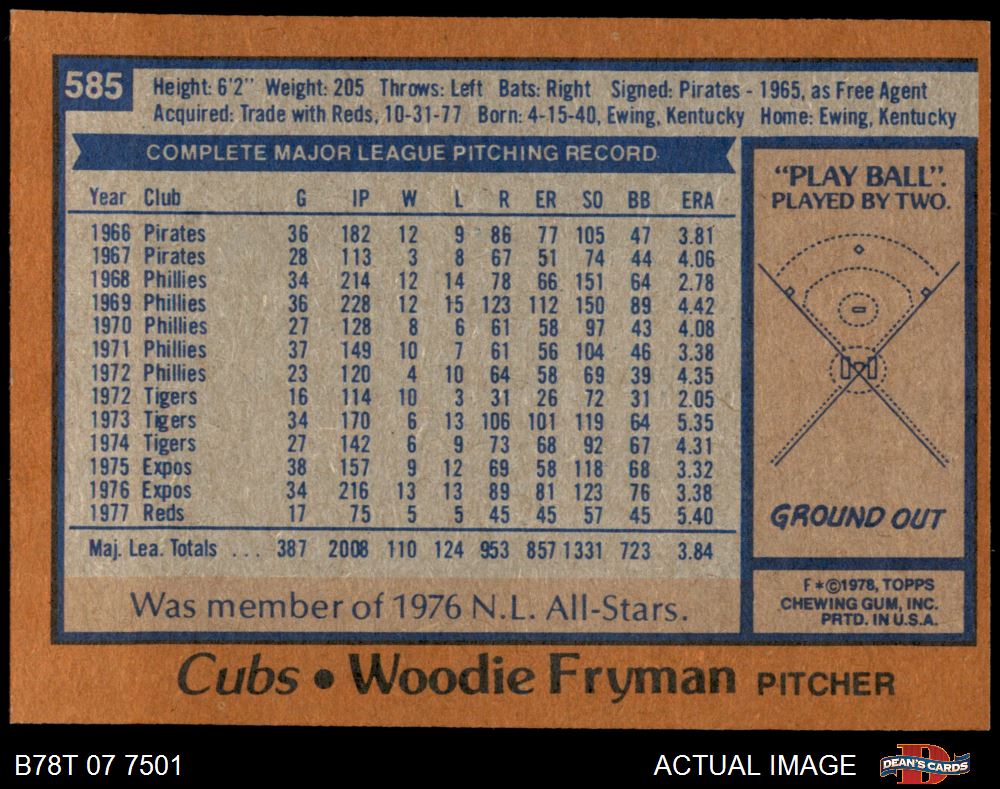 585
Height: 6'2" Weight: 205 Throws: Left Bats: Right Signed: Pirates - 1965, as Free Agent
Acquired: Trade with Reds, 10-31-77 Born: 4-15-40, Ewing, Kentucky Home: Ewing, Kentucky
COMPLETE MAJOR LEAGUE PITCHING RECORD
Year Club G IP W L R ER SO BB ERA
1966 Pirates 36 182 12 9 86 77 105 47 3.81
1967 Pirates 28 113 3 8 67 51 74 44 4.06
1968 Phillies 34 214 12 14 78 66 151 64 2.78
1969 Phillies 36 228 12 15 123 112 150 89 4.42
1970 Phillies 27 128 8 6 61 58 97 43 4.08
1971 Phillies 37 149 10 7 61 56 104 46 3.38
1972 Phillies 23 120 4 10 64 58 69 39 4.35
1972 Tigers 16 114 10 3 31 26 72 31 2.05
1973 Tigers 34 170 6 13 106 101 119 64 5.35
1974 Tigers 27 142 6 9 73 68 92 67 4.31
1975 Expos 38 157 9 12 69 58 118 68 3.32
1976 Expos 34 216 13 13 89 81 123 76 3.38
1977 Reds 17 75 5 5 45 45 57 45 5.40
Maj. Lea. Totals ... 387 2008 110 124 953 857 1331 723 3.84
Was member of 1976 N.L. All-Stars.
"PLAY BALL".
PLAYED BY TWO.
GROUND OUT
F*©1978, TOPPS
CHEWING GUM, INC.
PRTD. IN U.S.A.
Cubs • Woodie Fryman PITCHER
B78T 07 7501
ACTUAL IMAGE
DEAN'S CARDS